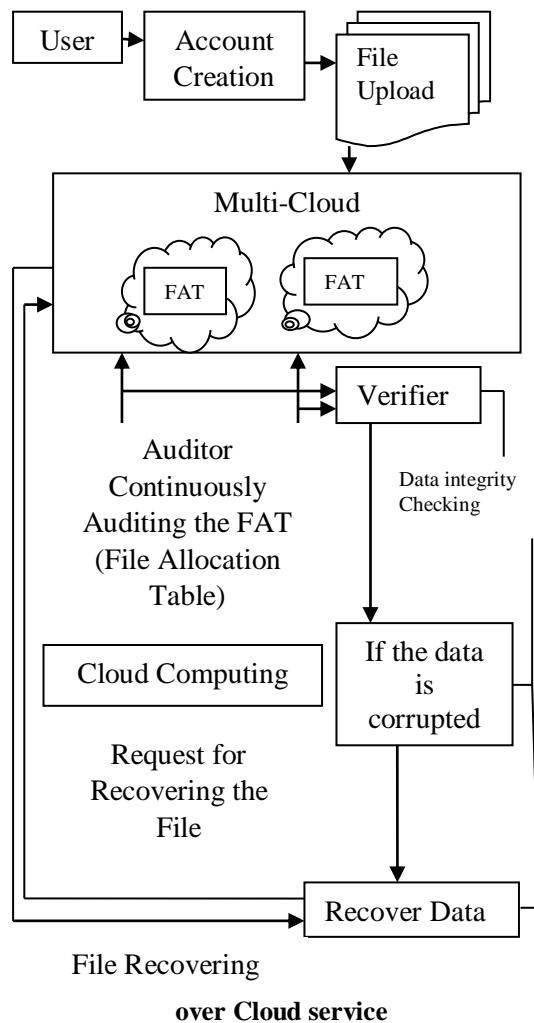 User
Account
Creation
File
Upload
Multi-Cloud
FAT
FAT
Verifier
Auditor
Continuously
Auditing the FAT
(File Allocation
Table)
Data integrity
Checking
Cloud Computing
If the data
is
corrupted
Request for
Recovering the
File
Recover Data
File Recovering
over Cloud service